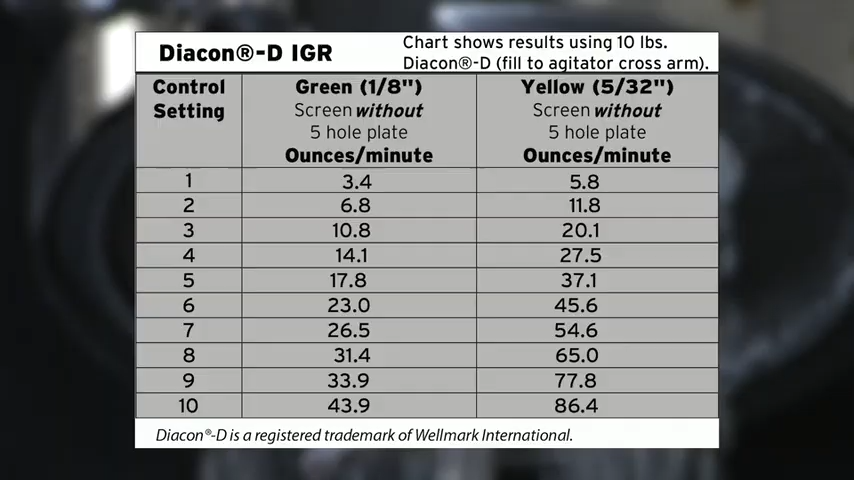 Diacon®-D IGR
Chart shows results using 10 lbs.
Diacon®-D (fill to agitator cross arm).
Control Setting
Green (1/8")
Screen without
5 hole plate
Ounces/minute
Yellow (5/32")
Screen without
5 hole plate
Ounces/minute
1 3.4 5.8
2 6.8 11.8
3 10.8 20.1
4 14.1 27.5
5 17.8 37.1
6 23.0 45.6
7 26.5 54.6
8 31.4 65.0
9 33.9 77.8
10 43.9 86.4
Diacon®-D is a registered trademark of Wellmark International.